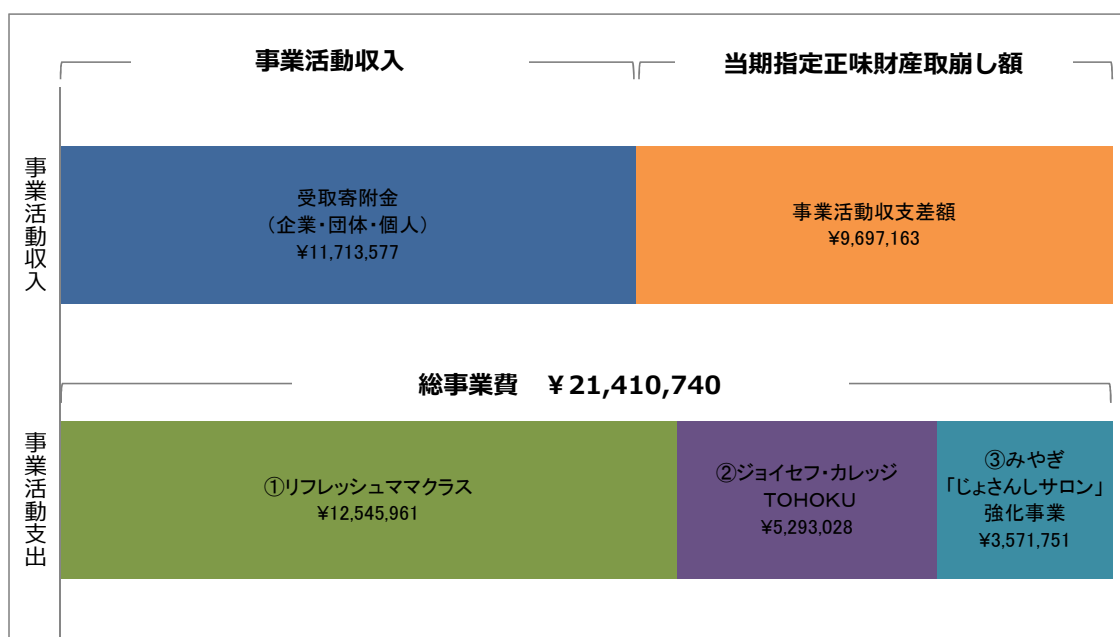 事業活動収入
当期指定正味財産取崩し額
事業活動収入
受取寄附金
（企業・団体・個人）
¥11,713,577
事業活動収支差額
¥9,697,163
総事業費　¥21,410,740
事業活動支出
①リフレッシュママクラス
¥12,545,961
②ジョイセフ・カレッジ
TOHOKU
¥5,293,028
③みやぎ
「じょさんしサロン」
強化事業
¥3,571,751